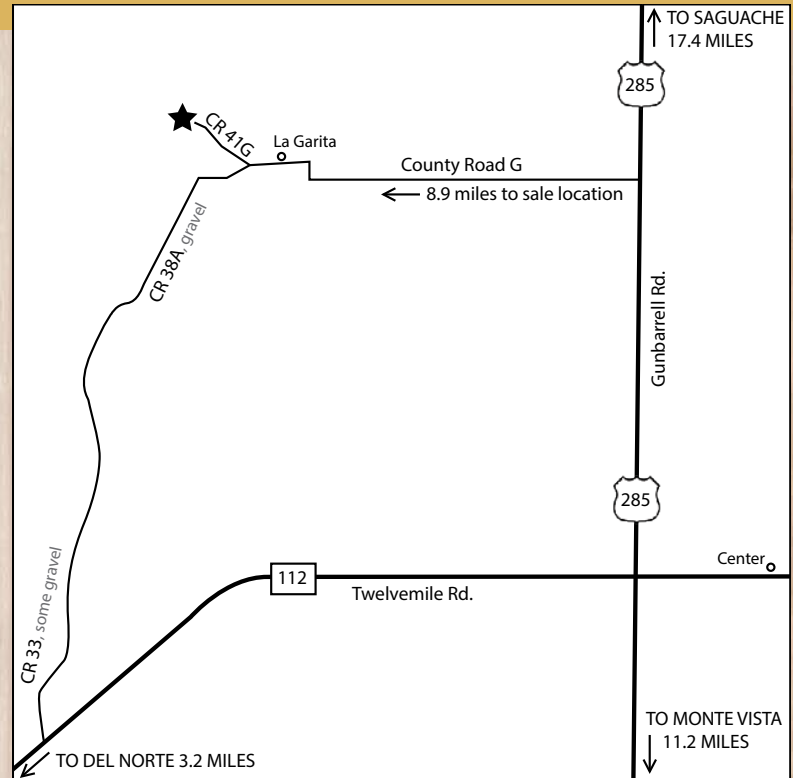 TO SAGUACHE
17.4 MILES
285
CR 41G
La Garita
County Road G
8.9 miles to sale location
CR 38A, gravel
Gunbarrell Rd.
285
Center
112
Twelvemile Rd.
CR 33, some gravel
TO MONTE VISTA
11.2 MILES
TO DEL NORTE 3.2 MILES